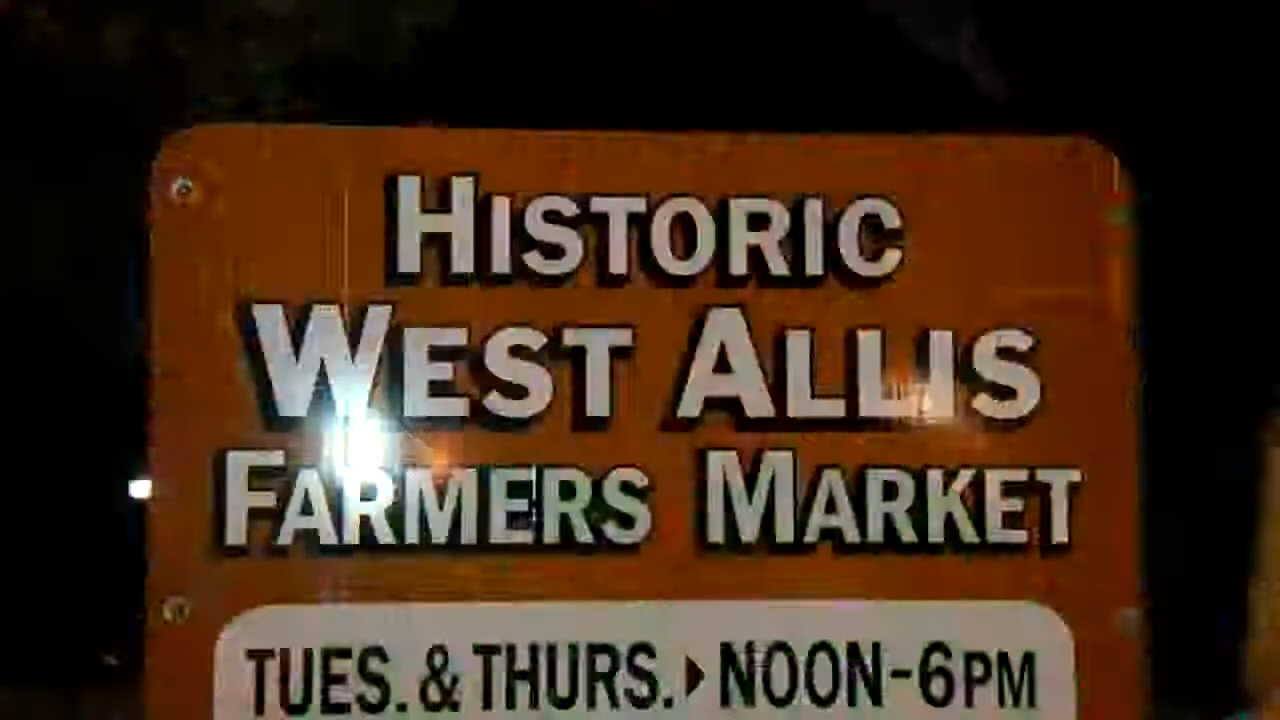 HISTORIC
WEST ALLIS
FARMERS MARKET
TUES. & THURS. ▸ NOON-6PM